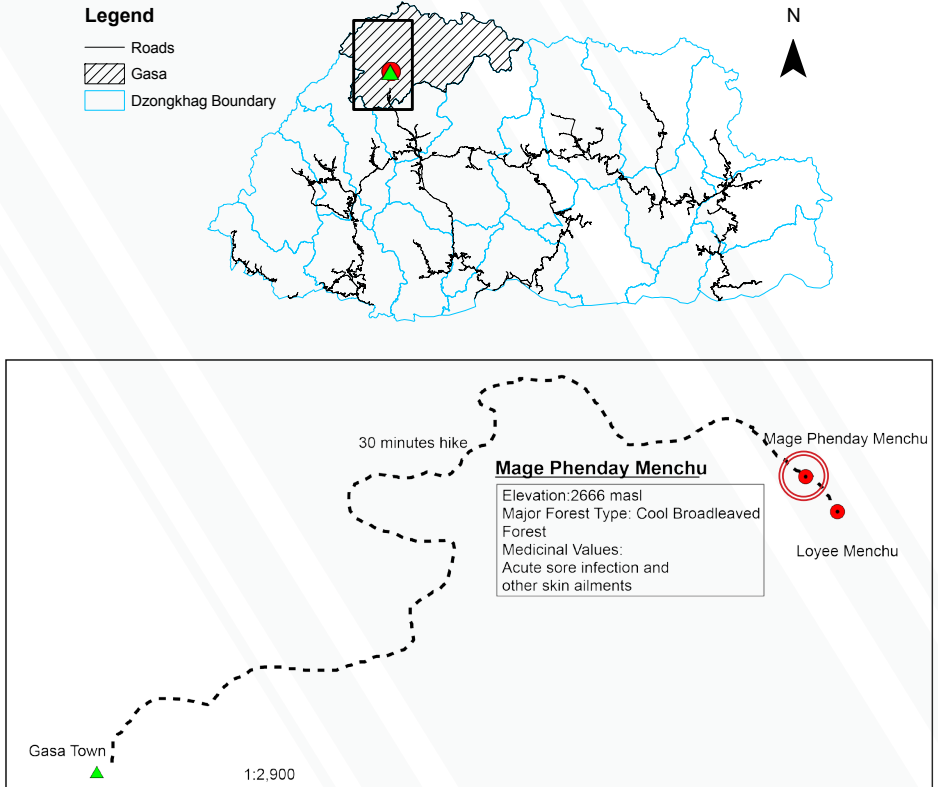 Legend
Roads
Gasa
Dzongkhag Boundary
N
30 minutes hike
Mage Phenday Menchu
Mage Phenday Menchu
Elevation:2666 masl
Major Forest Type: Cool Broadleaved
Forest
Medicinal Values:
Acute sore infection and
other skin ailments
Loyee Menchu
Gasa Town
1:2,900